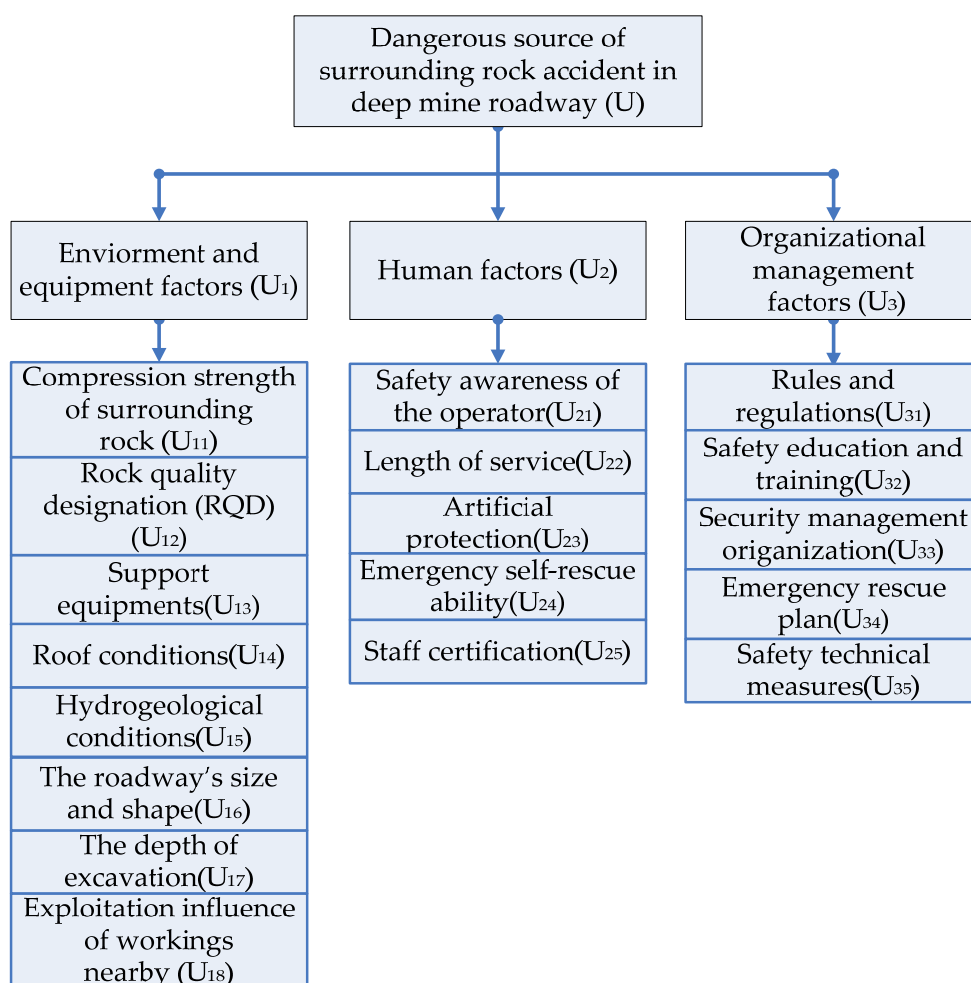 Dangerous source of
surrounding rock accident in
deep mine roadway (U)
Enviorment and
equipment factors (U₁)
Human factors (U₂)
Organizational
management
factors (U₃)
Compression strength
of surrounding
rock (U₁₁)
Rock quality
designation (RQD)
(U₁₂)
Support
equipments(U₁₃)
Roof conditions(U₁₄)
Hydrogeological
conditions(U₁₅)
The roadway’s size
and shape(U₁₆)
The depth of
excavation(U₁₇)
Exploitation influence
of workings
nearby (U₁₈)
Safety awareness of
the operator(U₂₁)
Length of service(U₂₂)
Artificial
protection(U₂₃)
Emergency self-rescue
ability(U₂₄)
Staff certification(U₂₅)
Rules and
regulations(U₃₁)
Safety education and
training(U₃₂)
Security management
origanization(U₃₃)
Emergency rescue
plan(U₃₄)
Safety technical
measures(U₃₅)